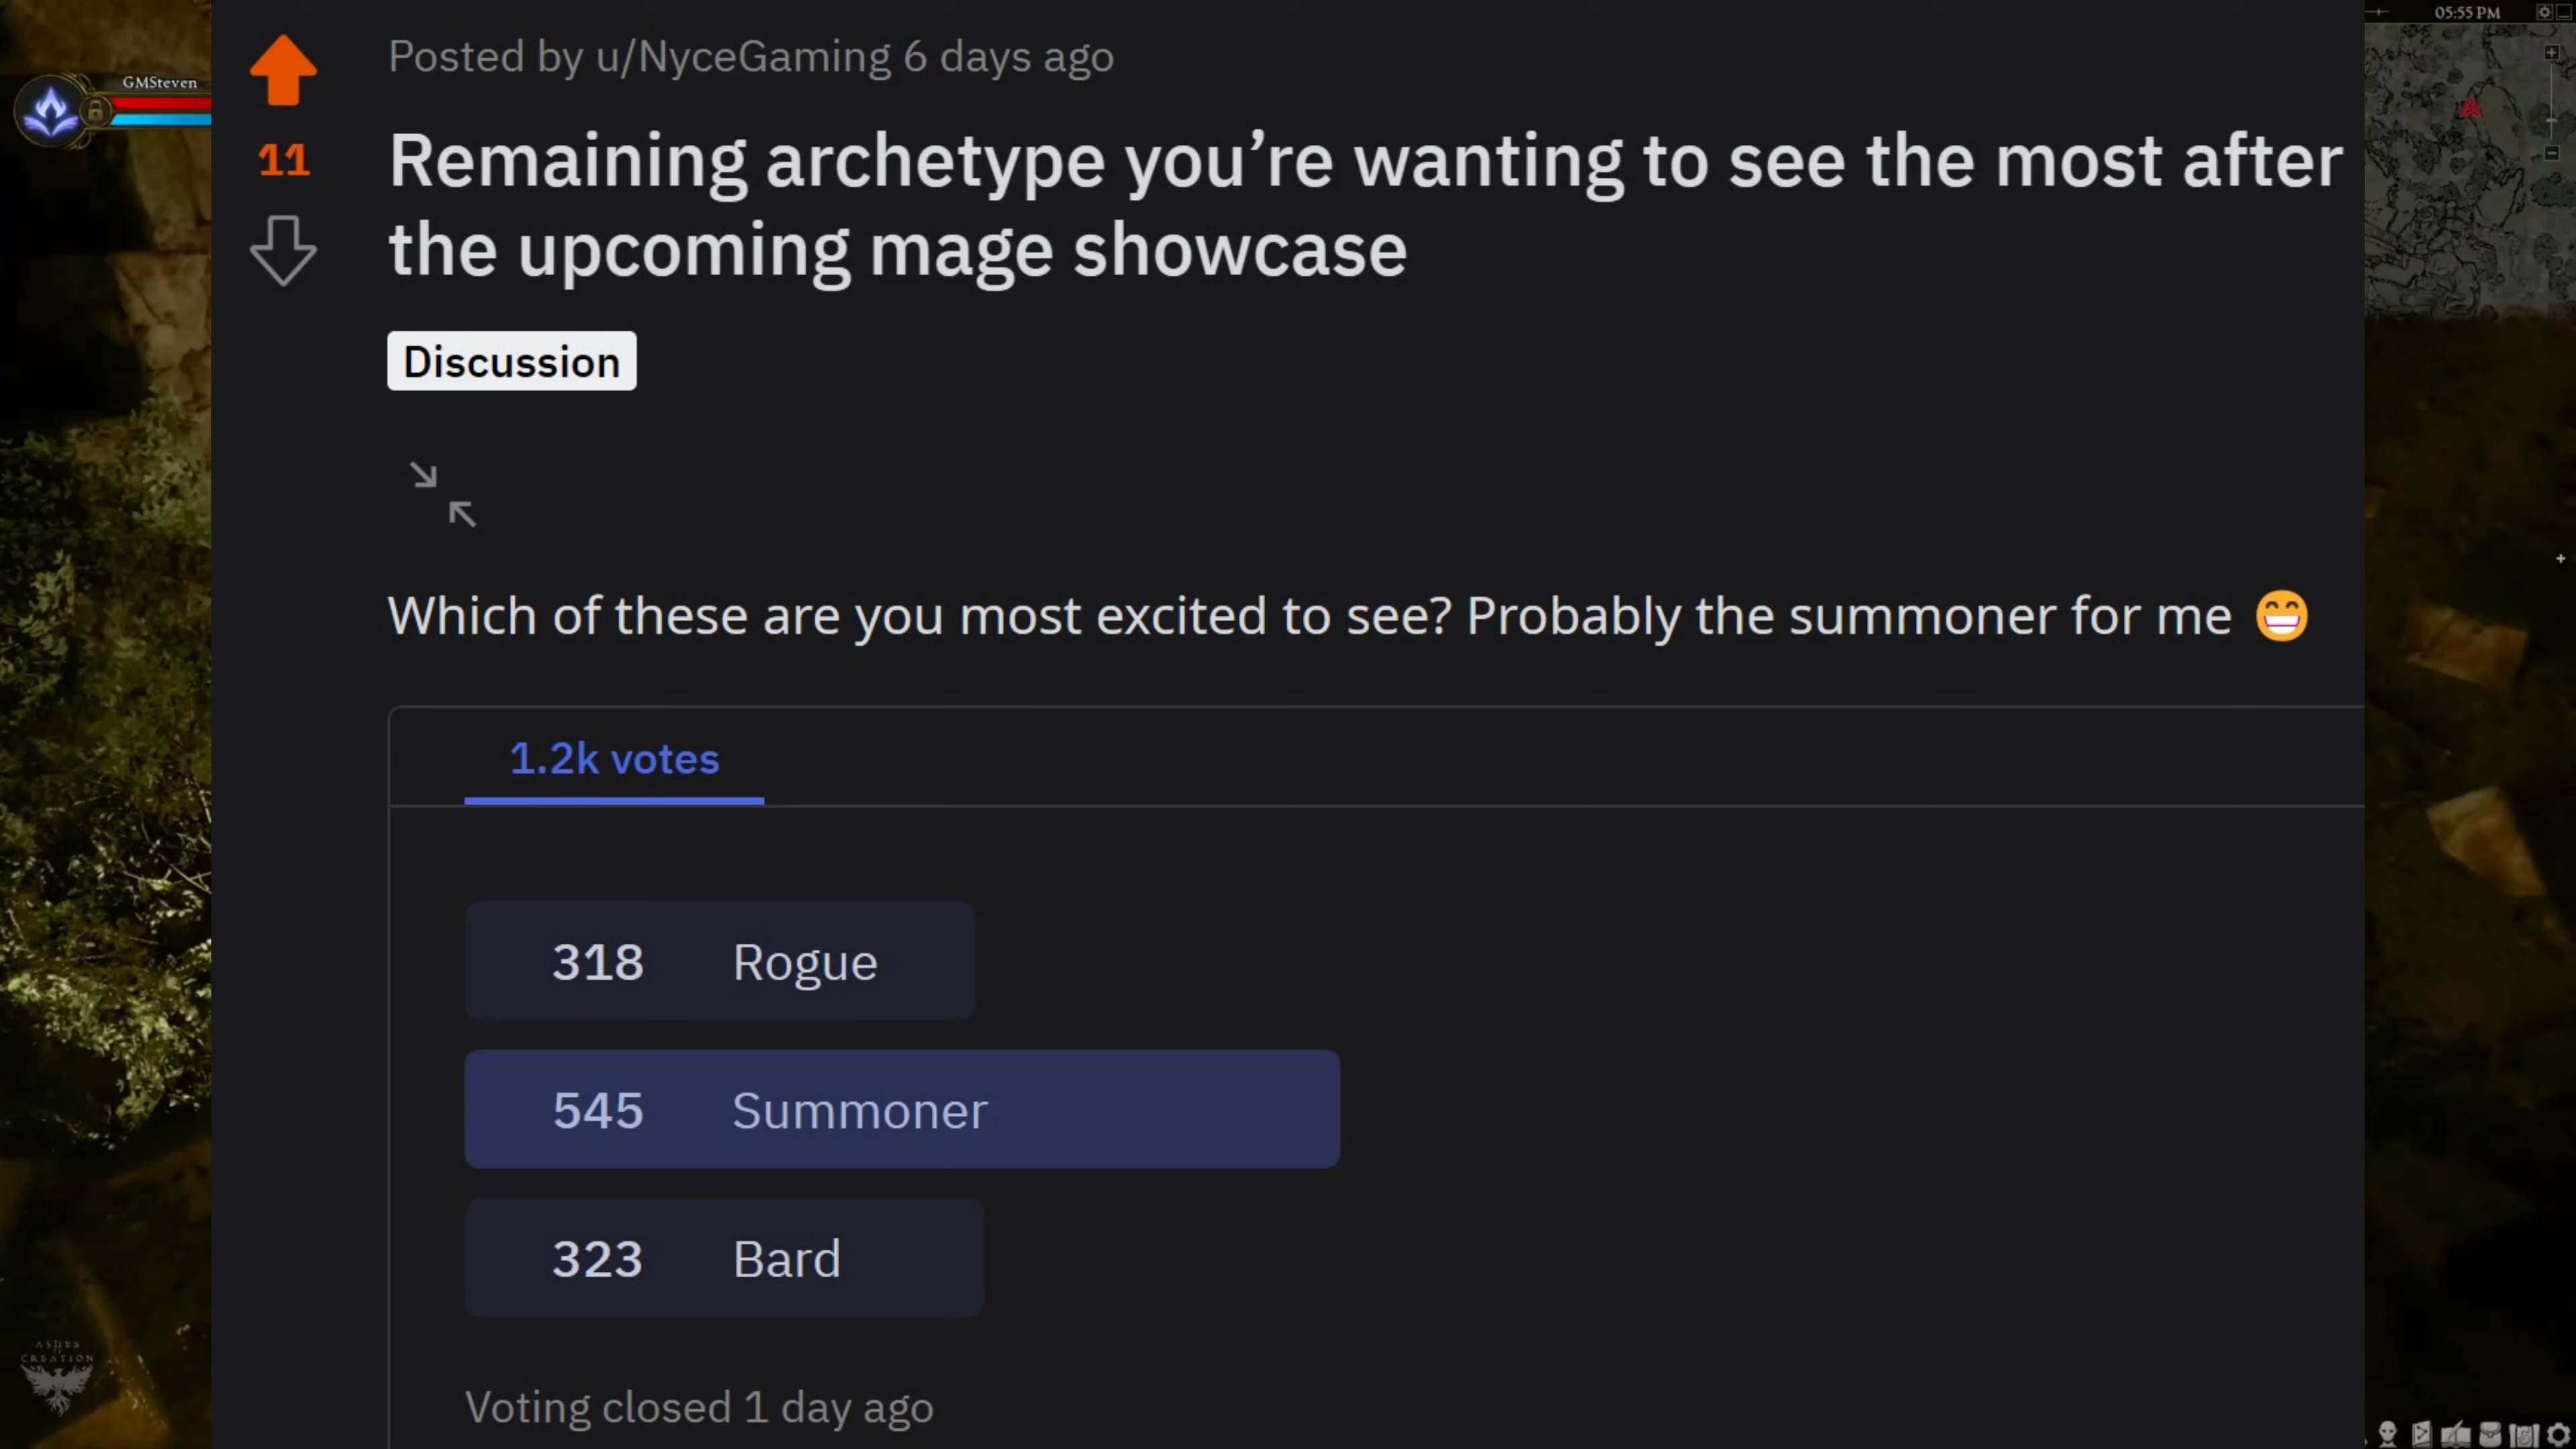 Posted by u/NyceGaming 6 days ago
05:55 PM
GMSteven
11
Remaining archetype you’re wanting to see the most after
the upcoming mage showcase
Discussion
Which of these are you most excited to see? Probably the summoner for me 😁
1.2k votes
318 Rogue
545 Summoner
323 Bard
ASHES
CREATION
Voting closed 1 day ago